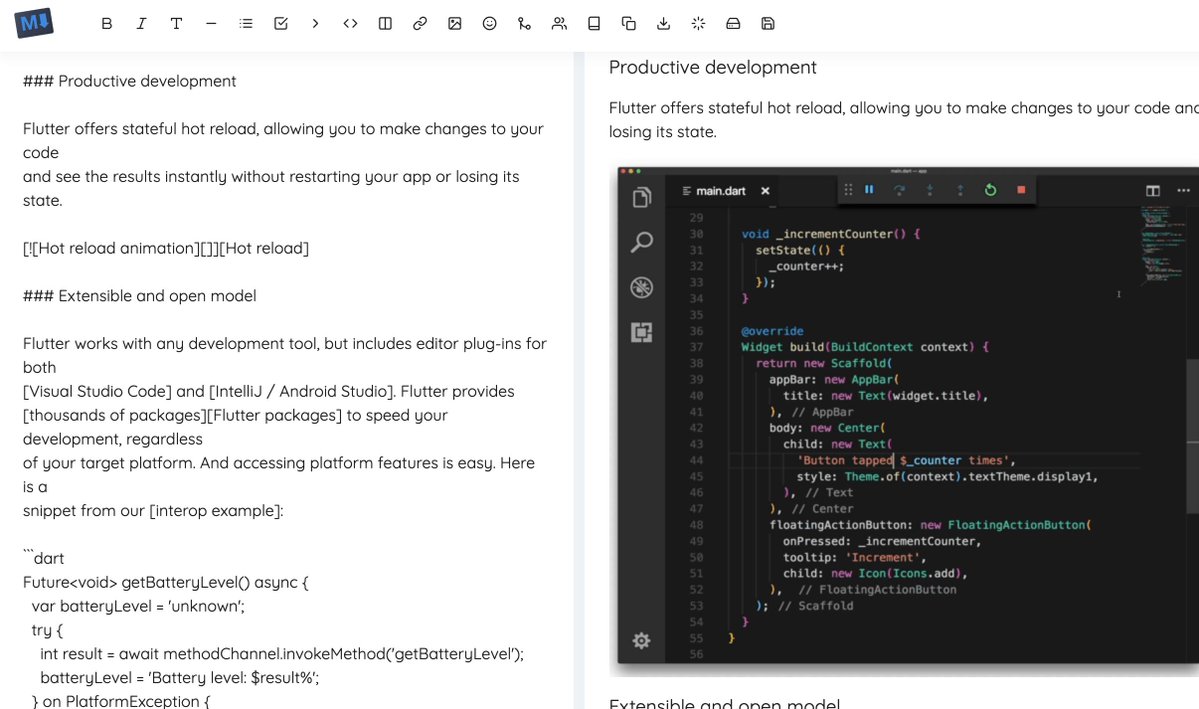 M
### Productive development
Flutter offers stateful hot reload, allowing you to make changes to your
code
and see the results instantly without restarting your app or losing its
state.
[![Hot reload animation][]][Hot reload]
### Extensible and open model
Flutter works with any development tool, but includes editor plug-ins for
both
[Visual Studio Code] and [IntelliJ / Android Studio]. Flutter provides
[thousands of packages][Flutter packages] to speed your
development, regardless
of your target platform. And accessing platform features is easy. Here
is a
snippet from our [interop example]:
```dart
Future<void> getBatteryLevel() async {
var batteryLevel = 'unknown';
try {
int result = await methodChannel.invokeMethod('getBatteryLevel');
batteryLevel = 'Battery level: $result%';
} on PlatformException {
Productive development
Flutter offers stateful hot reload, allowing you to make changes to your code and
losing its state.
main.dart — app
main.dart
29
30 void _incrementCounter() {
31 setState(() {
32 _counter++;
33 });
34 }
35
36 @override
37 Widget build(BuildContext context) {
38 return new Scaffold(
39 appBar: new AppBar(
40 title: new Text(widget.title),
41 ), // AppBar
42 body: new Center(
43 child: new Text(
44 'Button tapped $_counter times',
45 style: Theme.of(context).textTheme.display1,
46 ), // Text
47 ), // Center
48 floatingActionButton: new FloatingActionButton(
49 onPressed: _incrementCounter,
50 tooltip: 'Increment',
51 child: new Icon(Icons.add),
52 ), // FloatingActionButton
53 ); // Scaffold
54 }
55 }
56
Extensible and open model